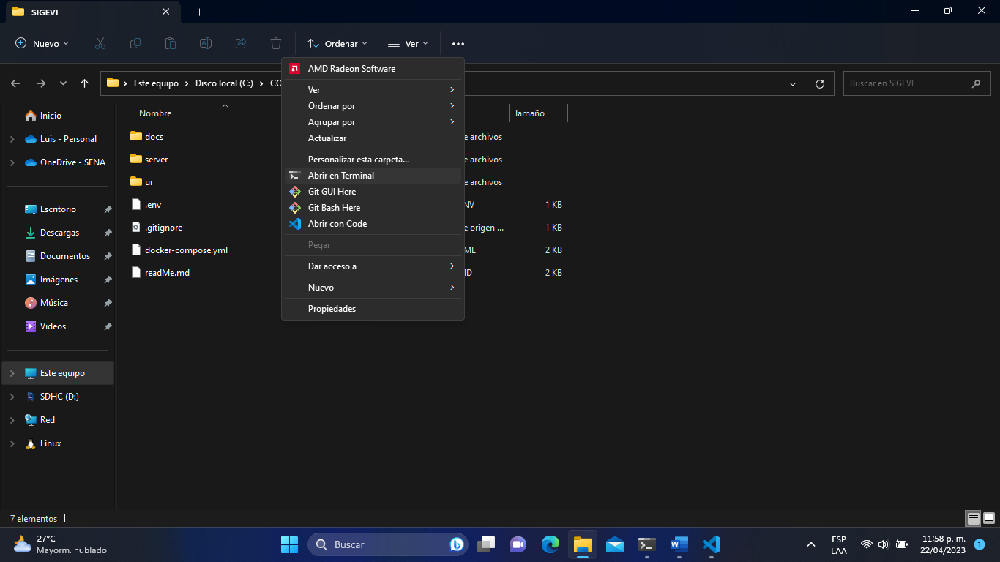 SIGEVI
Nuevo
Ordenar
Ver
Este equipo
Disco local (C:)
Buscar en SIGEVI
Inicio
Luis - Personal
OneDrive - SENA
Escritorio
Descargas
Documentos
Imágenes
Música
Videos
Este equipo
SDHC (D:)
Red
Linux
Nombre
Tamaño
docs
e archivos
server
e archivos
ui
e archivos
.env
1 KB
.gitignore
e origen ...
1 KB
docker-compose.yml
2 KB
readMe.md
2 KB
AMD Radeon Software
Ver
Ordenar por
Agrupar por
Actualizar
Personalizar esta carpeta...
Abrir en Terminal
Git GUI Here
Git Bash Here
Abrir con Code
Pegar
Dar acceso a
Nuevo
Propiedades
7 elementos
27°C
Mayorm. nublado
Buscar
ESP
LAA
11:58 p. m.
22/04/2023
1